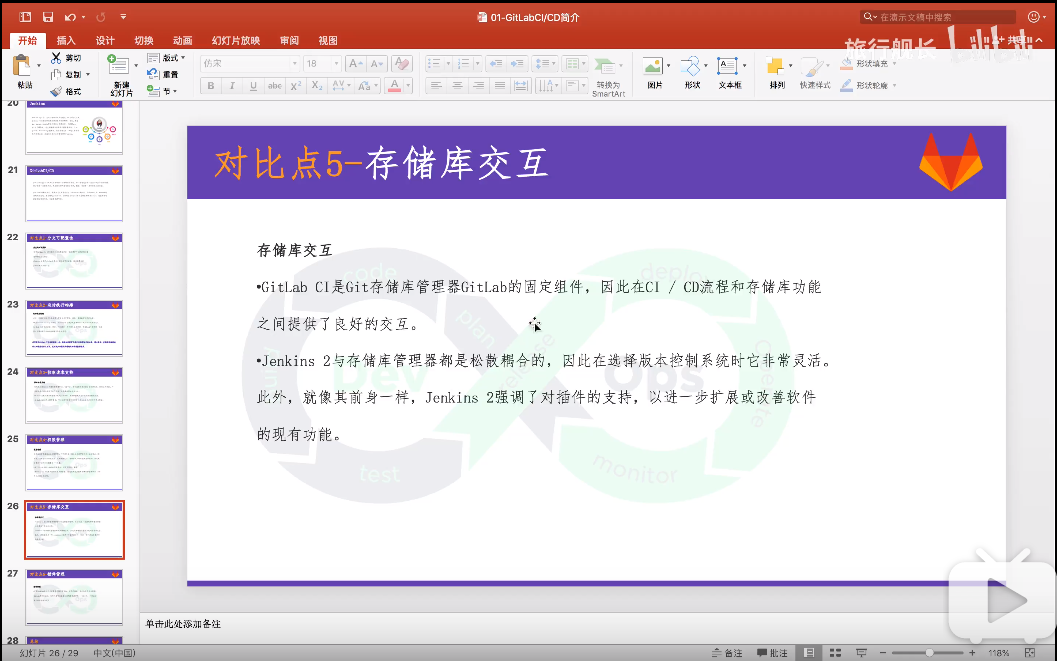 01-GitLabCI/CD简介
在演示文稿中搜索
开始 插入 设计 切换 动画 幻灯片放映 审阅 视图
共享
旅行舰长
bilibili
粘贴
剪切
复制
格式
新建
幻灯片
版式
重置
节
仿宋
18
B I U abc X² X₂ AV Aa A
转换为
SmartArt
图片
形状
文本框
排列
快速样式
形状填充
形状轮廓
20
Jenkins
21
GitLabCI/CD
22
23
24
25
26
27
28
对比点5-存储库交互
存储库交互
•GitLab CI是Git存储库管理器GitLab的固定组件，因此在CI / CD流程和存储库功能
之间提供了良好的交互。
•Jenkins 2与存储库管理器都是松散耦合的，因此在选择版本控制系统时它非常灵活。
此外，就像其前身一样，Jenkins 2强调了对插件的支持，以进一步扩展或改善软件
的现有功能。
code
deploy
Dev
Ops
test
monitor
单击此处添加备注
幻灯片 26 / 29 中文(中国)
备注
批注
118%